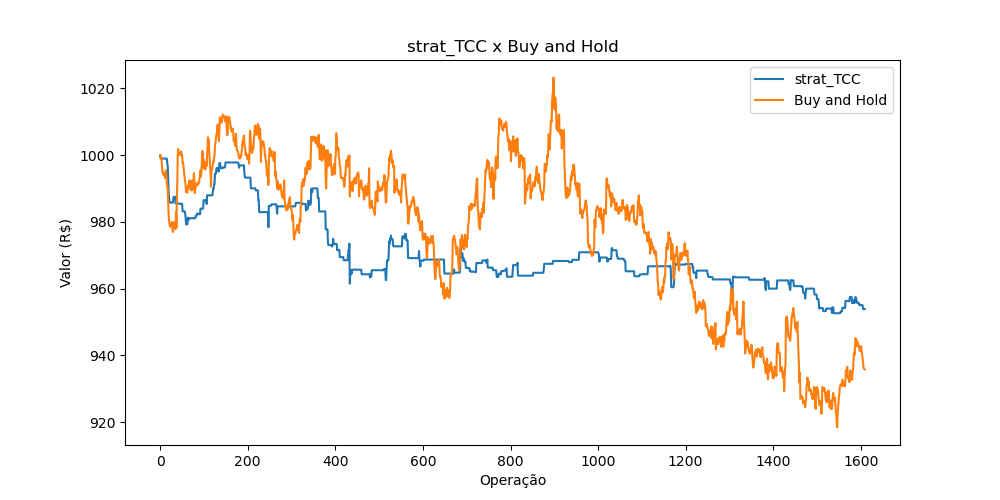 strat_TCC x Buy and Hold
strat_TCC
Buy and Hold
Valor (R$)
1020
1000
980
960
940
920
0 200 400 600 800 1000 1200 1400 1600
Operação